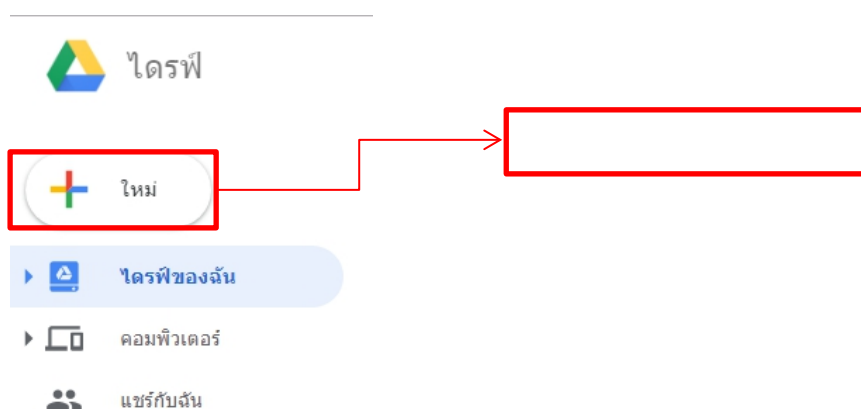 ไดรฟ์
ใหม่
ไดรฟ์ของฉัน
คอมพิวเตอร์
แชร์กับฉัน